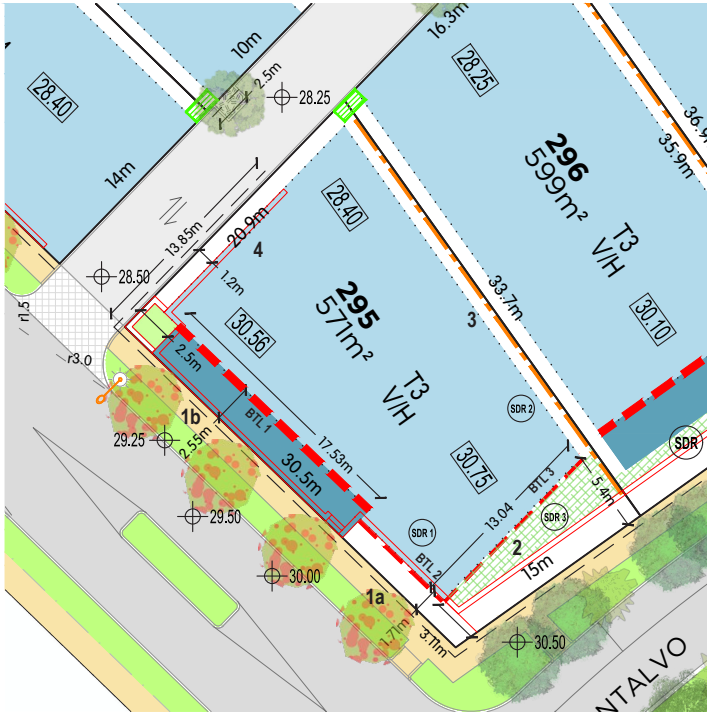 10m
16.3m
28.40
2.5m
28.25
28.25
36.9
35.9m
14m
296
599m²
28.40
T3
V/H
13.85m
20.9m
4
1.2m
28.50
33.7m
3
295
571m²
30.10
r1.5
30.56
2.5m
r3.0
T3
V/H
SDR 2
1b
BTL1
29.25
2.55m
17.53m
SDR
30.5m
30.75
BTL 3
5.4m
13.04
29.50
SDR 3
SDR 1
2
15m
BTL 2
30.00
1a
1.71m
3.11m
30.50
NTALVO